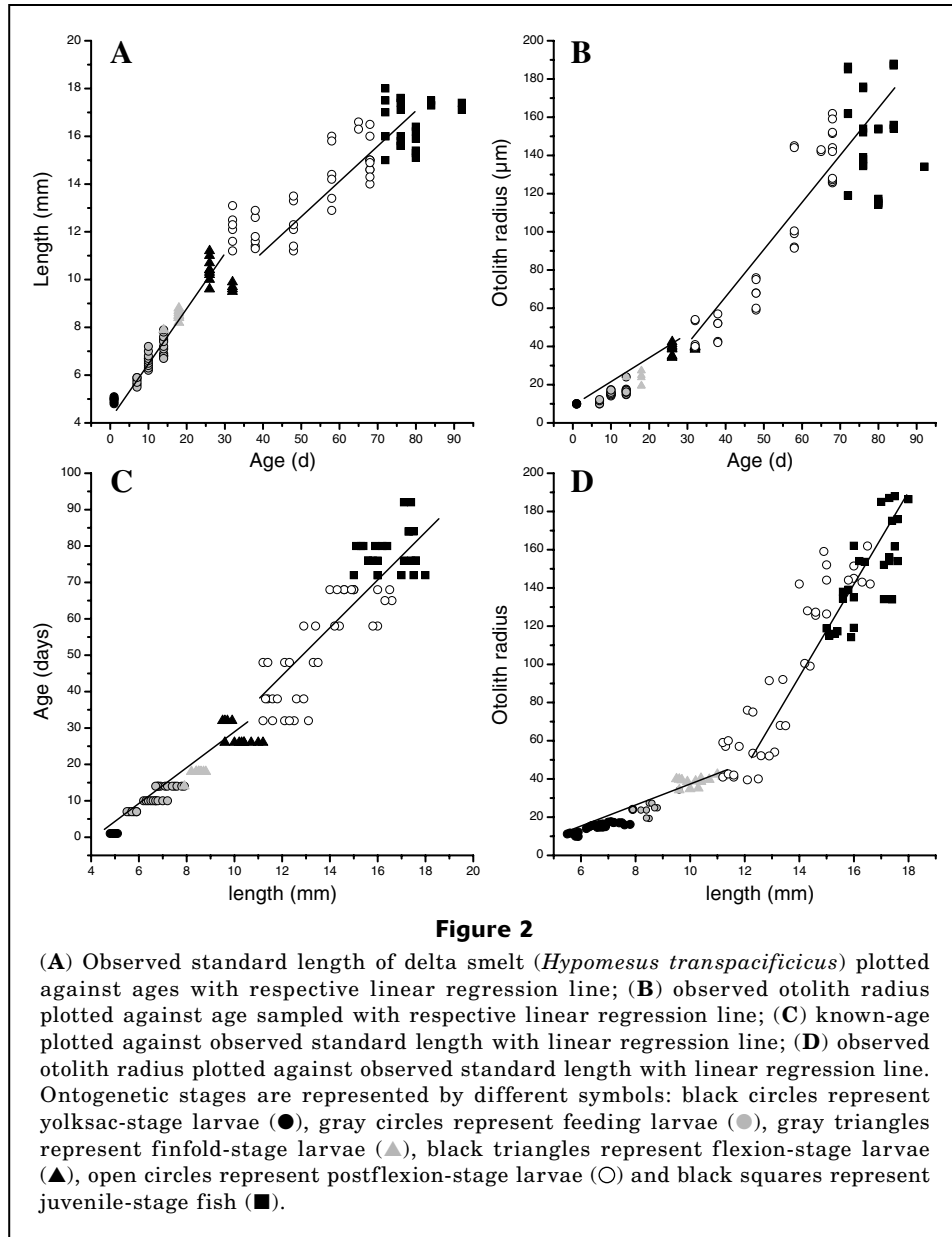 A
20
18
16
14
12
10
8
6
4
Length (mm)
0 10 20 30 40 50 60 70 80 90
Age (d)
B
200
180
160
140
120
100
80
60
40
20
0
Otolith radius (µm)
0 10 20 30 40 50 60 70 80 90
Age (d)
C
100
90
80
70
60
50
40
30
20
10
0
Age (days)
4 6 8 10 12 14 16 18 20
length (mm)
D
200
180
160
140
120
100
80
60
40
20
0
Otolith radius
6 8 10 12 14 16 18
length (mm)
Figure 2
(A) Observed standard length of delta smelt (Hypomesus transpacificicus) plotted
against ages with respective linear regression line; (B) observed otolith radius
plotted against age sampled with respective linear regression line; (C) known-age
plotted against observed standard length with linear regression line; (D) observed
otolith radius plotted against observed standard length with linear regression line.
Ontogenetic stages are represented by different symbols: black circles represent
yolksac-stage larvae (●), gray circles represent feeding larvae (●), gray triangles
represent finfold-stage larvae (▲), black triangles represent flexion-stage larvae
(▲), open circles represent postflexion-stage larvae (○) and black squares represent
juvenile-stage fish (■).